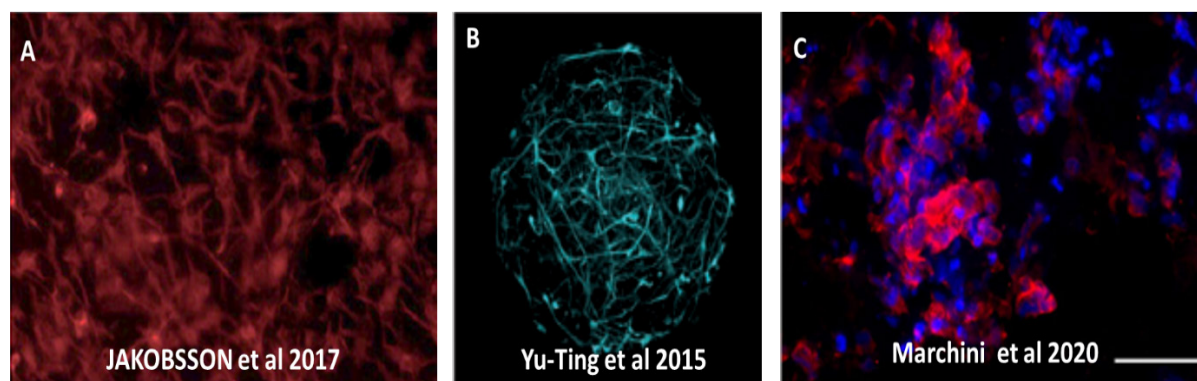 A
B
C
JAKOBSSON et al 2017
Yu-Ting et al 2015
Marchini et al 2020